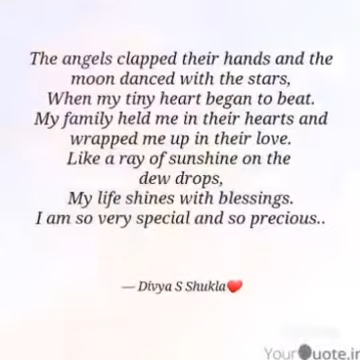 The angels clapped their hands and the
moon danced with the stars,
When my tiny heart began to beat.
My family held me in their hearts and
wrapped me up in their love.
Like a ray of sunshine on the
dew drops,
My life shines with blessings.
I am so very special and so precious..
— Divya S Shukla❤️
YourQuote.in